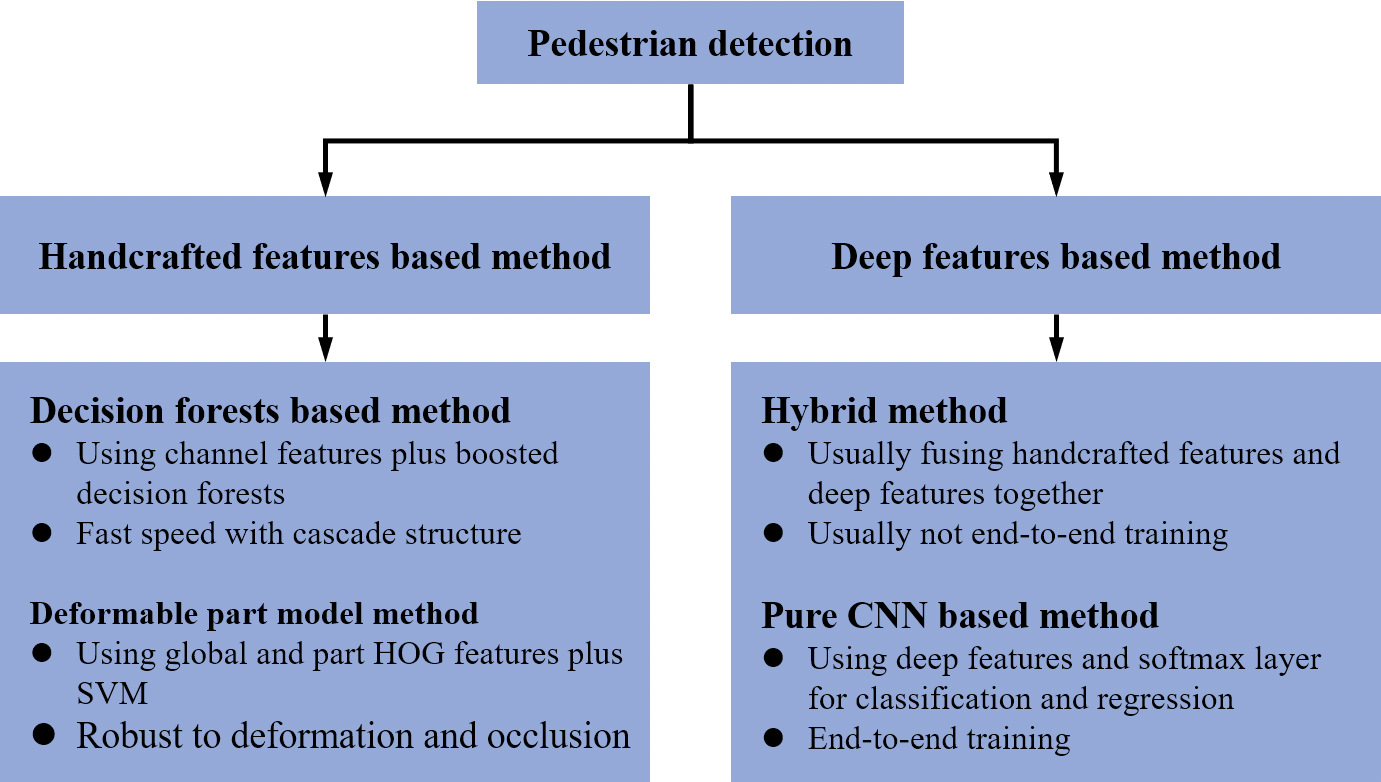 Pedestrian detection
Handcrafted features based method
Deep features based method
Decision forests based method
● Using channel features plus boosted
decision forests
● Fast speed with cascade structure
Deformable part model method
● Using global and part HOG features plus
SVM
● Robust to deformation and occlusion
Hybrid method
● Usually fusing handcrafted features and
deep features together
● Usually not end-to-end training
Pure CNN based method
● Using deep features and softmax layer
for classification and regression
● End-to-end training